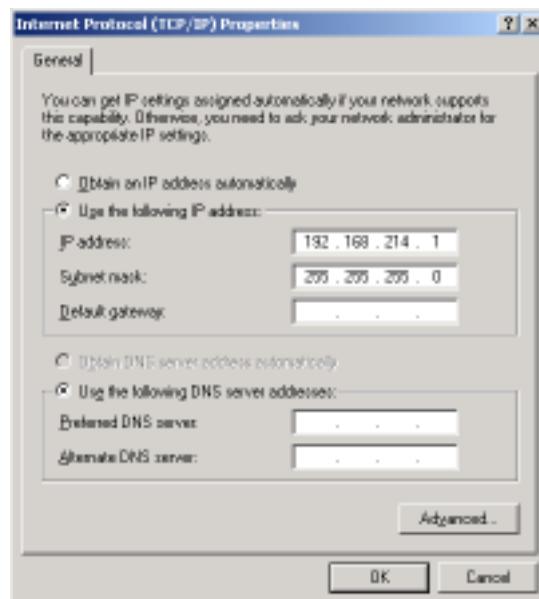 Internet Protocol (TCP/IP) Properties
General
You can get IP settings assigned automatically if your network supports
this capability. Otherwise, you need to ask your network administrator for
the appropriate IP settings.
Obtain an IP address automatically
Use the following IP address:
IP address: 192 . 168 . 214 . 1
Subnet mask: 255 . 255 . 255 . 0
Default gateway: . . .
Obtain DNS server address automatically
Use the following DNS server addresses:
Preferred DNS server: . . .
Alternate DNS server: . . .
Advanced...
OK Cancel